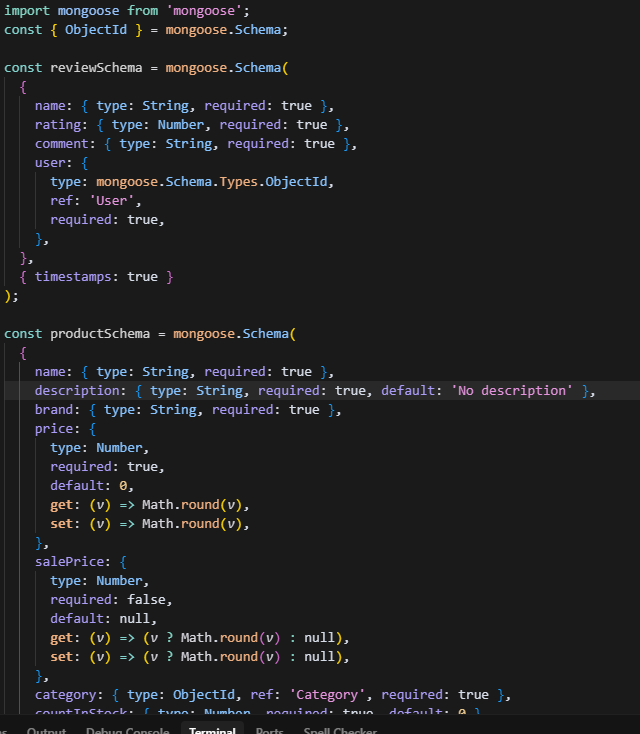 import mongoose from 'mongoose';
const { ObjectId } = mongoose.Schema;

const reviewSchema = mongoose.Schema(
  {
    name: { type: String, required: true },
    rating: { type: Number, required: true },
    comment: { type: String, required: true },
    user: {
      type: mongoose.Schema.Types.ObjectId,
      ref: 'User',
      required: true,
    },
  },
  { timestamps: true }
);

const productSchema = mongoose.Schema(
  {
    name: { type: String, required: true },
    description: { type: String, required: true, default: 'No description' },
    brand: { type: String, required: true },
    price: {
      type: Number,
      required: true,
      default: 0,
      get: (v) => Math.round(v),
      set: (v) => Math.round(v),
    },
    salePrice: {
      type: Number,
      required: false,
      default: null,
      get: (v) => (v ? Math.round(v) : null),
      set: (v) => (v ? Math.round(v) : null),
    },
    category: { type: ObjectId, ref: 'Category', required: true },
    countInStock: { type: Number, required: true, default: 0 }
Output Debug Console Terminal Ports Spell Checker